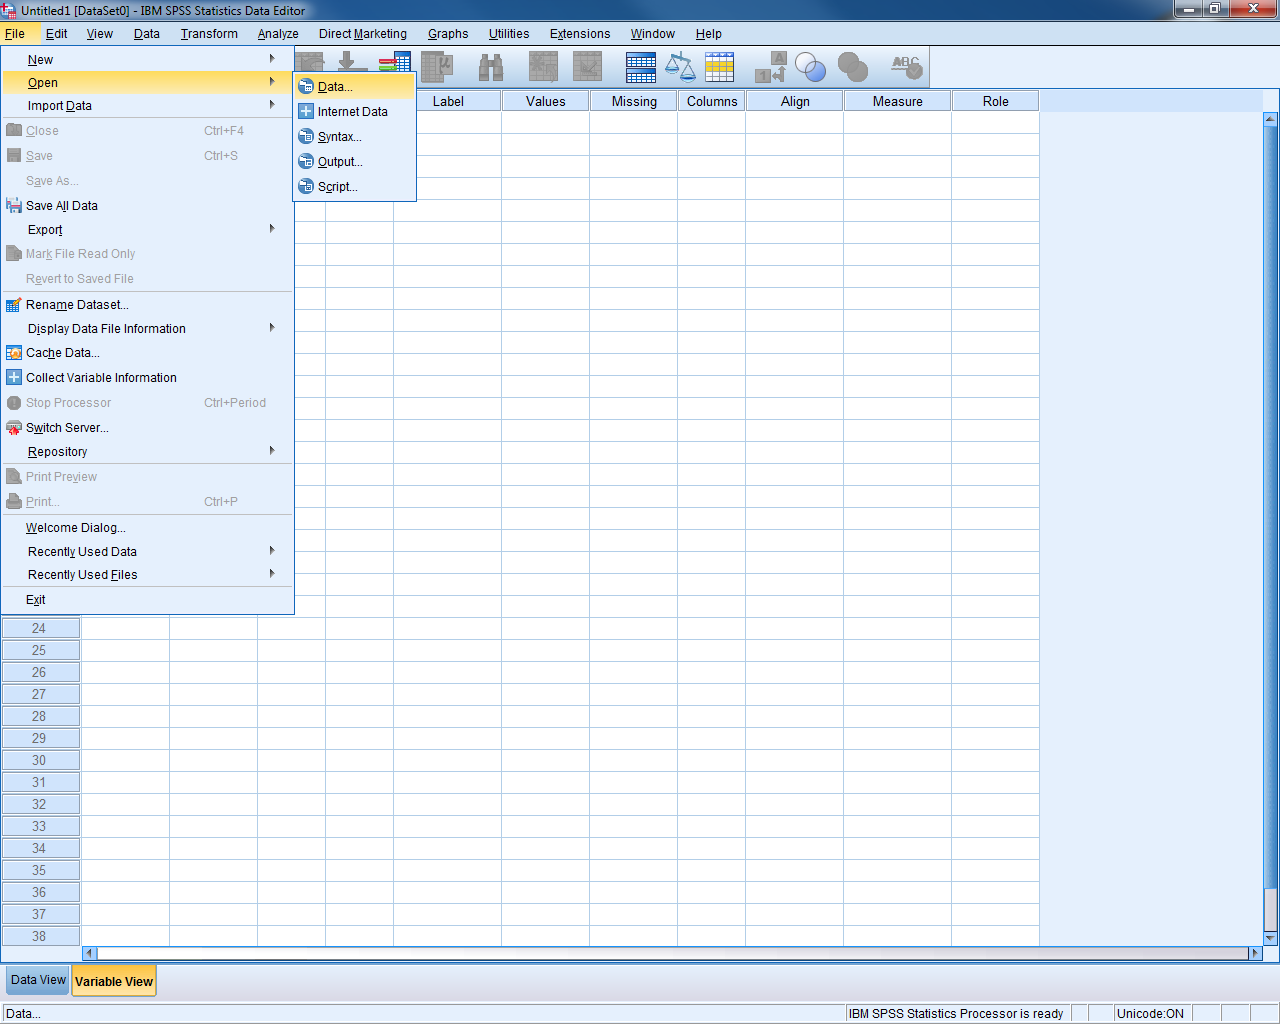 Untitled1 [DataSet0] - IBM SPSS Statistics Data Editor
File Edit View Data Transform Analyze Direct Marketing Graphs Utilities Extensions Window Help
New
Open
Import Data
Close Ctrl+F4
Save Ctrl+S
Save As...
Save All Data
Export
Mark File Read Only
Revert to Saved File
Rename Dataset...
Display Data File Information
Cache Data...
Collect Variable Information
Stop Processor Ctrl+Period
Switch Server...
Repository
Print Preview
Print... Ctrl+P
Welcome Dialog...
Recently Used Data
Recently Used Files
Exit
Data...
Internet Data
Syntax...
Output...
Script...
1 A
ABC
Label Values Missing Columns Align Measure Role
24
25
26
27
28
29
30
31
32
33
34
35
36
37
38
Data View Variable View
Data... IBM SPSS Statistics Processor is ready Unicode:ON